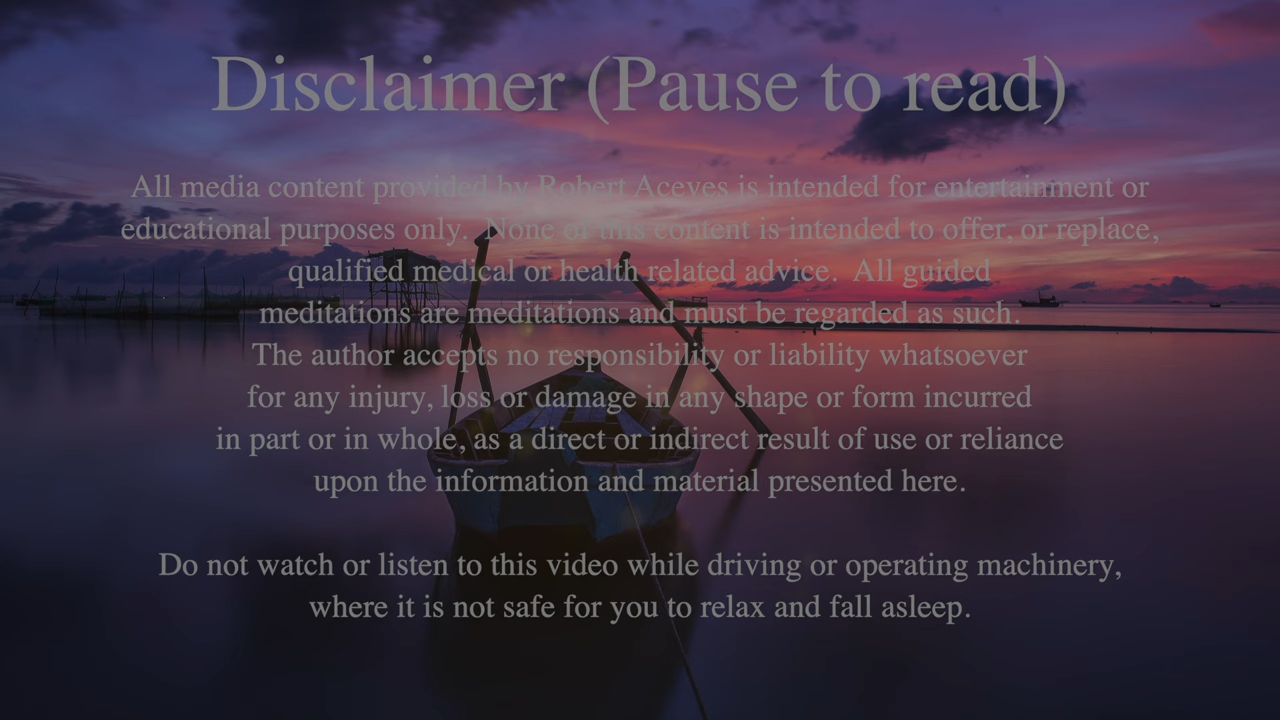 Disclaimer (Pause to read)
All media content provided by Robert Aceves is intended for entertainment or
educational purposes only.  None of this content is intended to offer, or replace,
qualified medical or health related advice.  All guided
meditations are meditations and must be regarded as such.
The author accepts no responsibility or liability whatsoever
for any injury, loss or damage in any shape or form incurred
in part or in whole, as a direct or indirect result of use or reliance
upon the information and material presented here.
Do not watch or listen to this video while driving or operating machinery,
where it is not safe for you to relax and fall asleep.